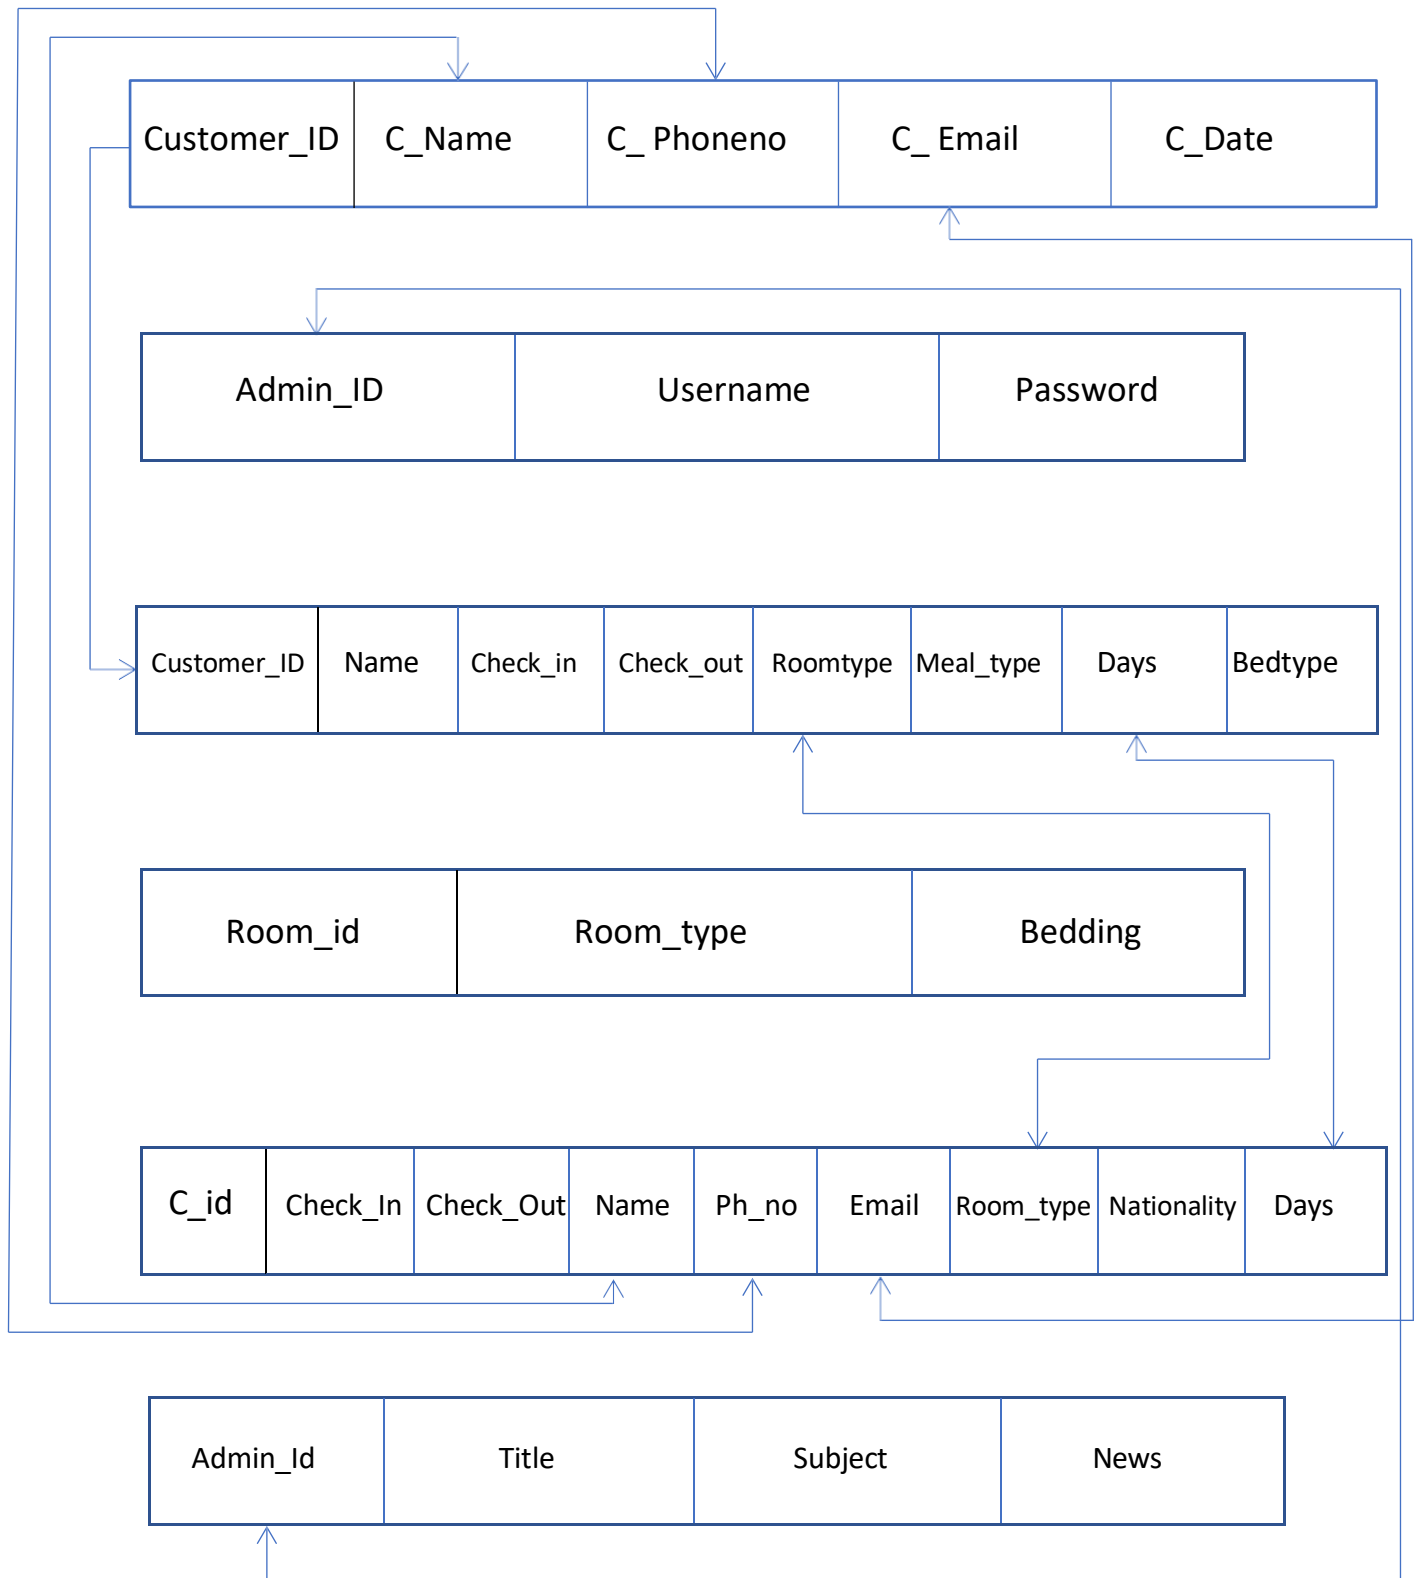 Customer_ID C_Name C_ Phoneno C_ Email C_Date
Admin_ID Username Password
Customer_ID Name Check_in Check_out Roomtype Meal_type Days Bedtype
Room_id Room_type Bedding
C_id Check_In Check_Out Name Ph_no Email Room_type Nationality Days
Admin_Id Title Subject News